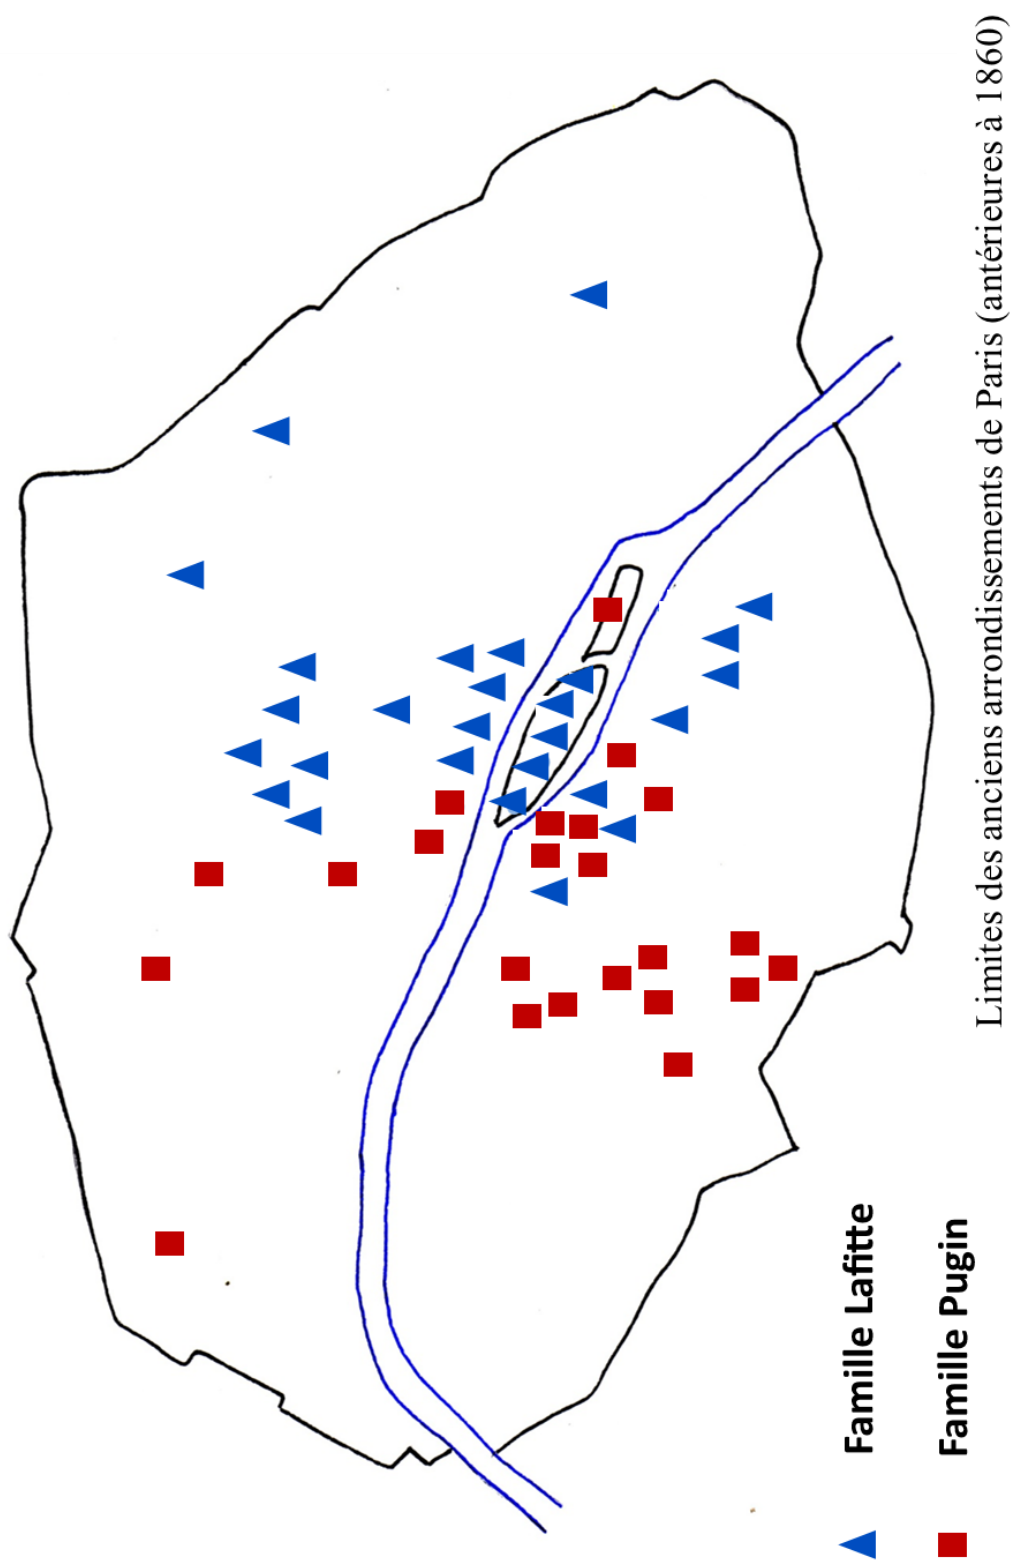 Famille Lafitte
Famille Pugin
Limites des anciens arrondissements de Paris (antérieures à 1860)